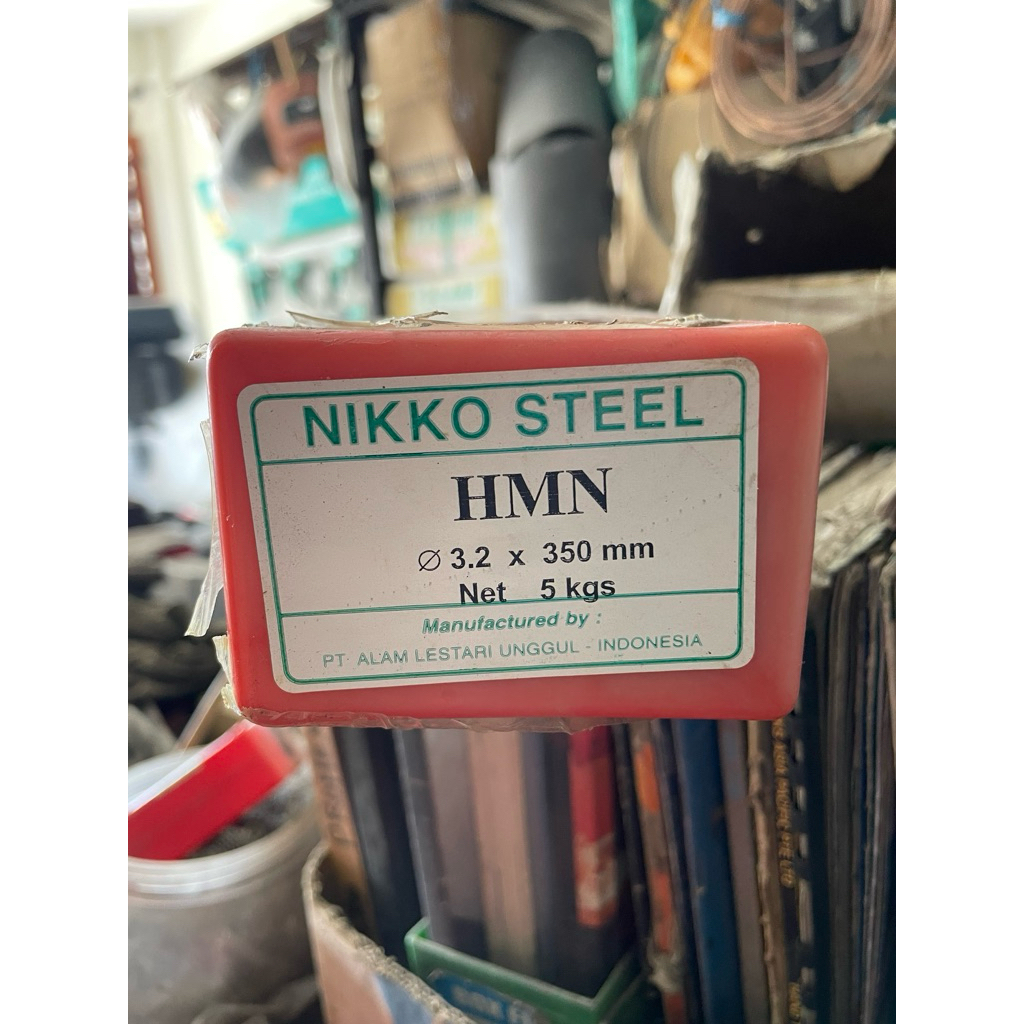 NIKKO STEEL
HMN
∅ 3.2 x 350 mm
Net 5 kgs
Manufactured by :
PT. ALAM LESTARI UNGGUL - INDONESIA